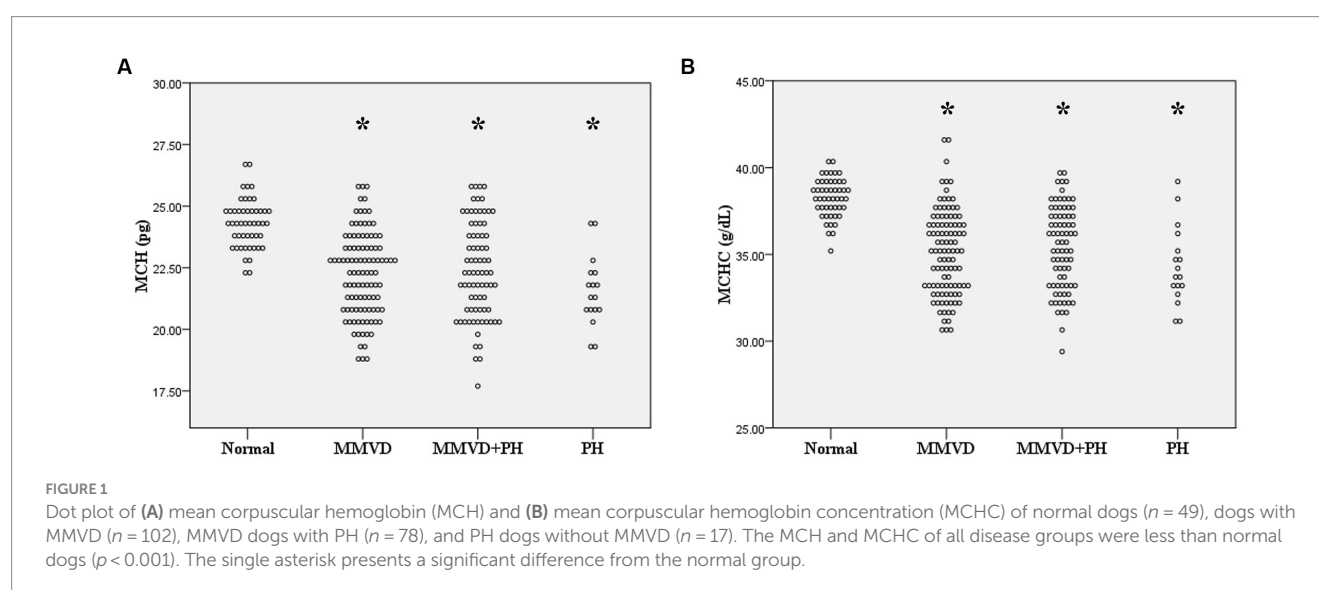 A
B
30.00
27.50
25.00
22.50
20.00
17.50
MCH (pg)
Normal
MMVD
MMVD+PH
PH
*
*
*
45.00
40.00
35.00
30.00
25.00
MCHC (g/dL)
Normal
MMVD
MMVD+PH
PH
*
*
*
FIGURE 1
Dot plot of (A) mean corpuscular hemoglobin (MCH) and (B) mean corpuscular hemoglobin concentration (MCHC) of normal dogs (n = 49), dogs with
MMVD (n = 102), MMVD dogs with PH (n = 78), and PH dogs without MMVD (n = 17). The MCH and MCHC of all disease groups were less than normal
dogs (p < 0.001). The single asterisk presents a significant difference from the normal group.